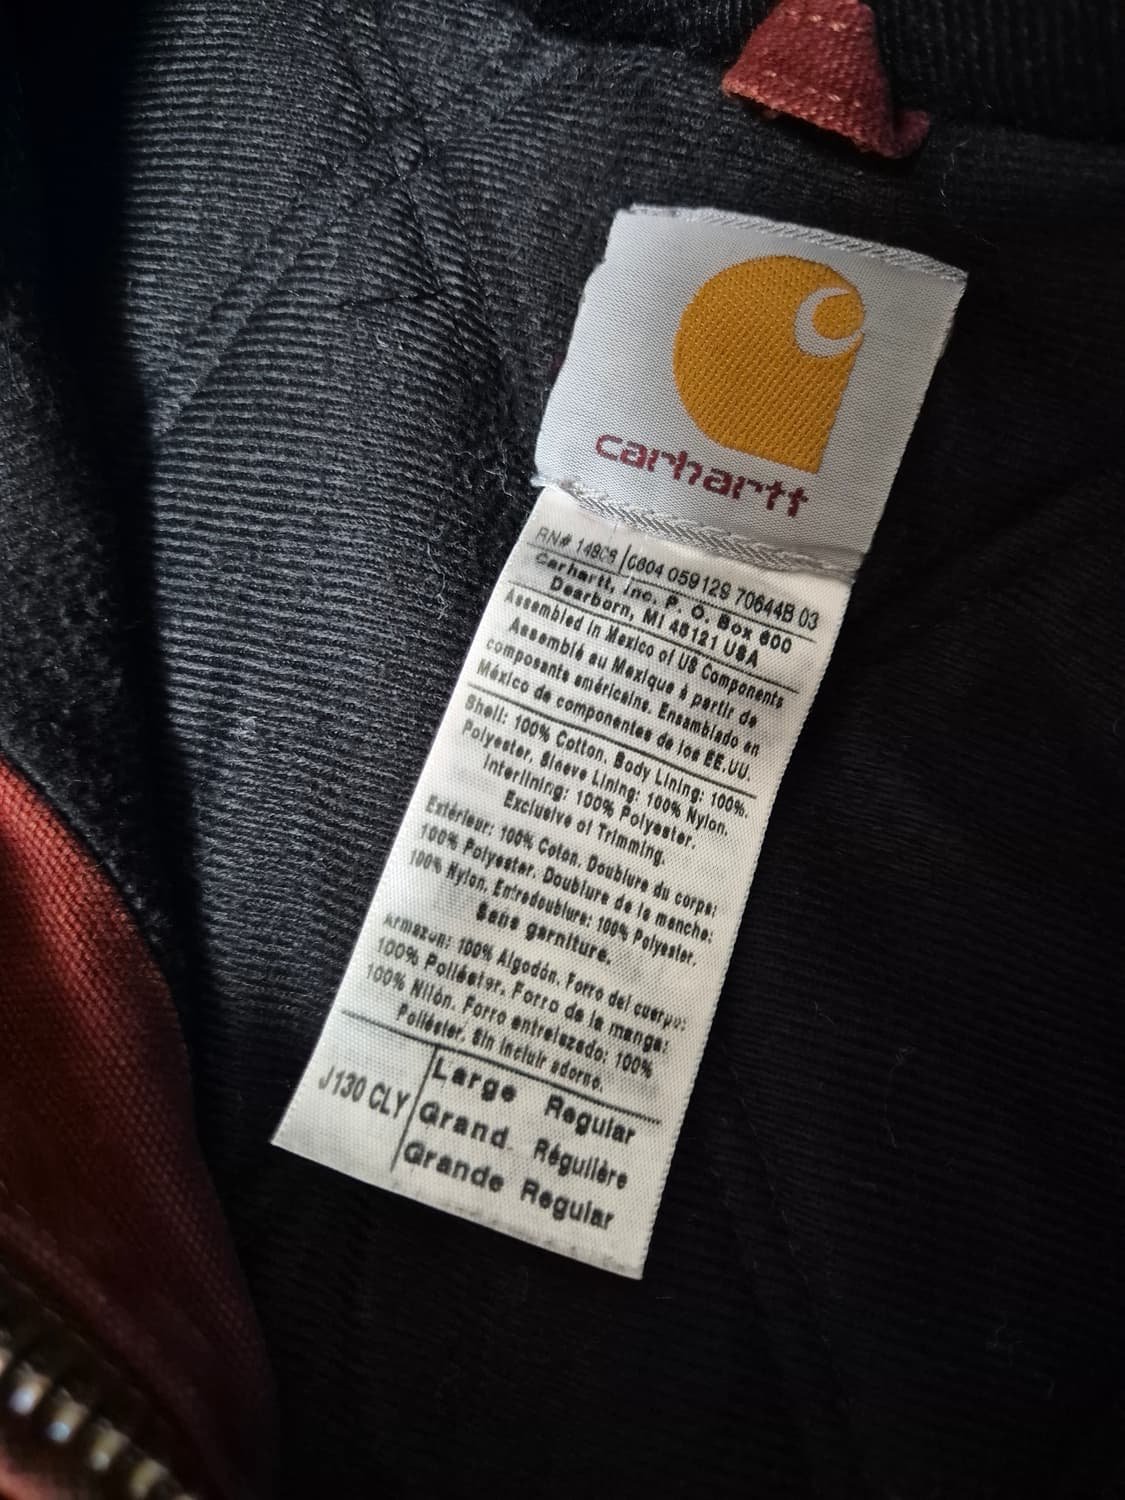 carhartt
RN# 14806 0604 059129 70644B 03
Carhartt, Inc. P. O. Box 600
Dearborn, MI 48121 USA
Assembled in Mexico of US Components
Assemblé au Mexique à partir de
composants américains. Ensamblado en
México de componentes de los EE.UU.
Shell: 100% Cotton. Body Lining: 100%
Polyester. Sleeve Lining: 100% Nylon.
Interlining: 100% Polyester.
Exclusive of Trimming.
Extérieur: 100% Coton. Doublure du corps:
100% Polyester. Doublure de la manche:
100% Nylon. Entredoublure: 100% Polyester.
Sans garniture.
Armazón: 100% Algodón. Forro del cuerpo:
100% Poliéster. Forro de la manga:
100% Nilón. Forro entrelazado: 100%
Poliéster. Sin incluir adorno.
J130 CLY
Large Regular
Grand Régulière
Grande Regular